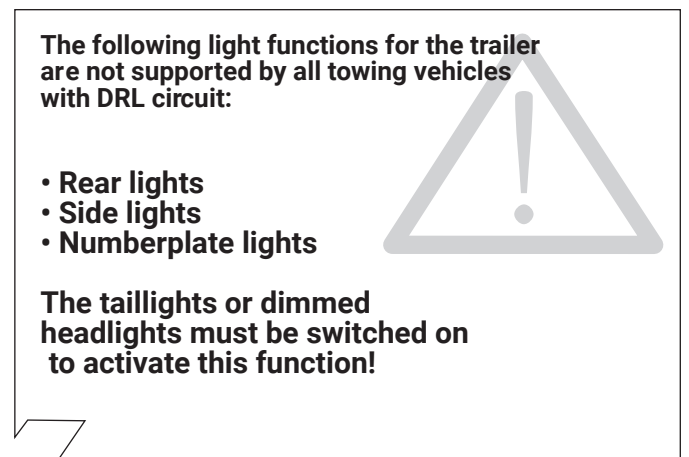 The following light functions for the trailer
are not supported by all towing vehicles
with DRL circuit:
• Rear lights
• Side lights
• Numberplate lights
The taillights or dimmed
headlights must be switched on
to activate this function!